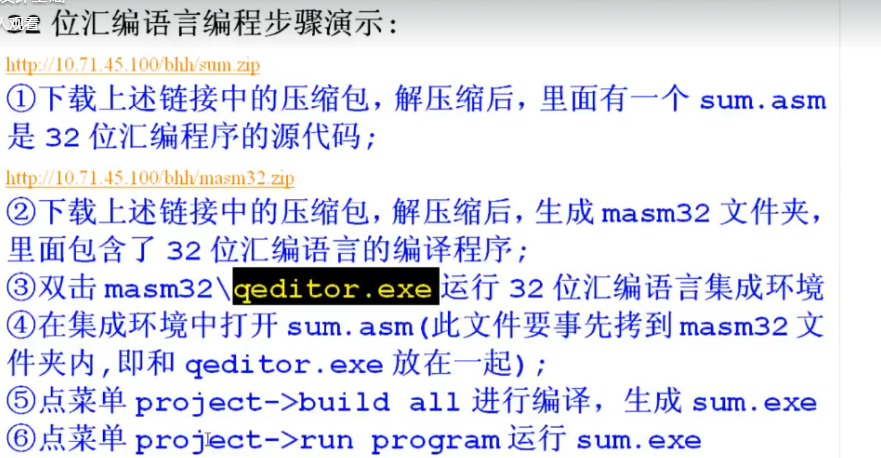 人观看
32 位汇编语言编程步骤演示:
http://10.71.45.100/bhh/sum.zip
①下载上述链接中的压缩包,解压缩后,里面有一个 sum.asm
是 32 位汇编程序的源代码;
http://10.71.45.100/bhh/masm32.zip
②下载上述链接中的压缩包,解压缩后,生成 masm32 文件夹,
里面包含了 32 位汇编语言的编译程序;
③双击 masm32\qeditor.exe 运行 32 位汇编语言集成环境
④在集成环境中打开 sum.asm(此文件要事先拷到 masm32 文
件夹内,即和 qeditor.exe 放在一起);
⑤点菜单 project->build all 进行编译，生成 sum.exe
⑥点菜单 project->run program 运行 sum.exe